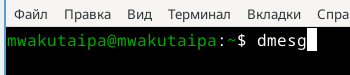 Файл Правка Вид Терминал Вкладки Спра
mwakutaipa@mwakutaipa:~$ dmesg